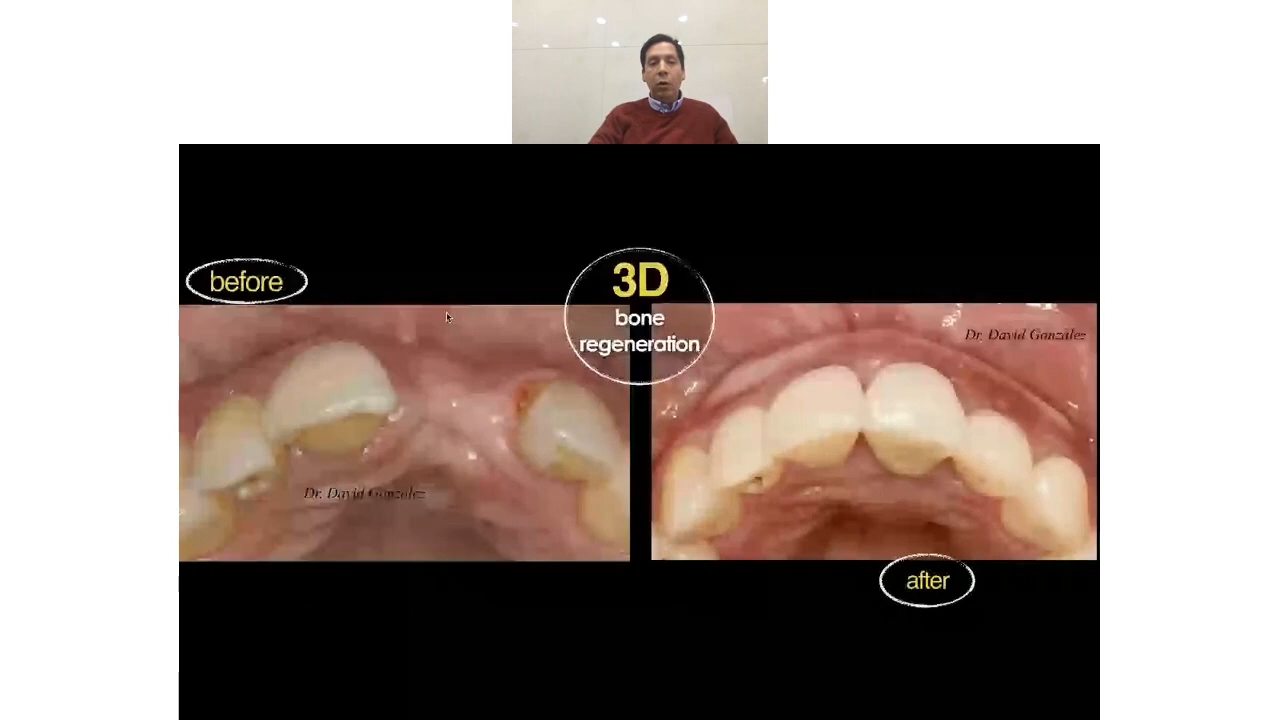 before
3D
bone
regeneration
Dr. David González
Dr. David González
after